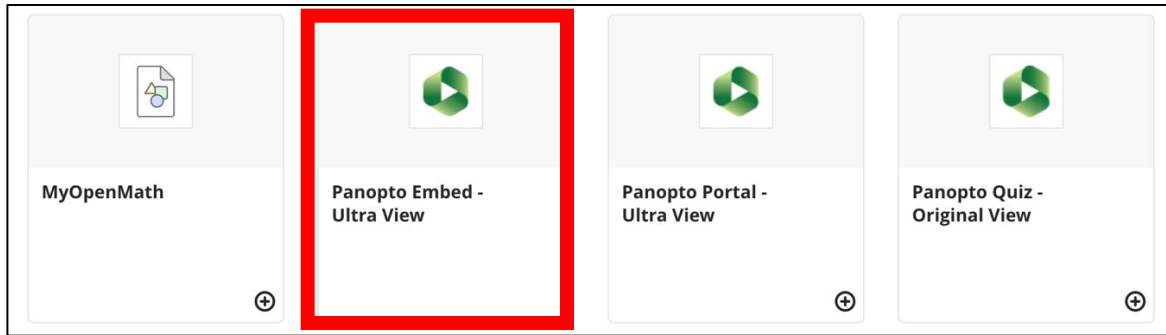 MyOpenMath
Panopto Embed -
Ultra View
Panopto Portal -
Ultra View
Panopto Quiz -
Original View